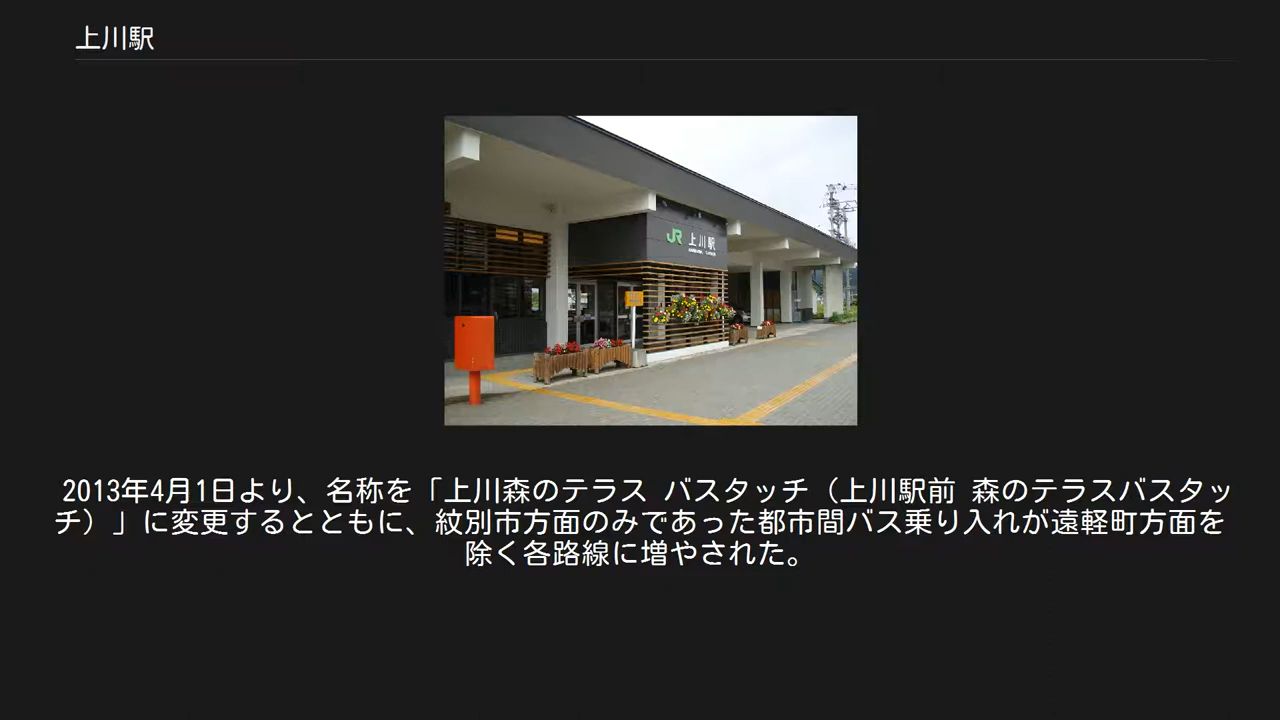 上川駅
JR 上川駅
2013年4月1日より、名称を「上川森のテラス バスタッチ（上川駅前 森のテラスバスタッ
チ）」に変更するとともに、紋別市方面のみであった都市間バス乗り入れが遠軽町方面を
除く各路線に増やされた。